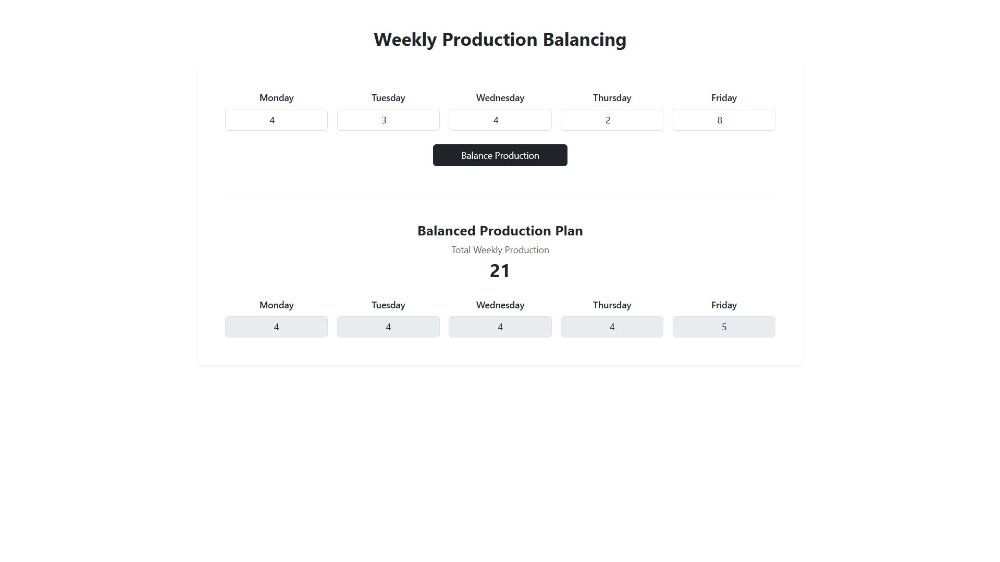 Weekly Production Balancing
Monday Tuesday Wednesday Thursday Friday
4 3 4 2 8
Balance Production
Balanced Production Plan
Total Weekly Production
21
Monday Tuesday Wednesday Thursday Friday
4 4 4 4 5